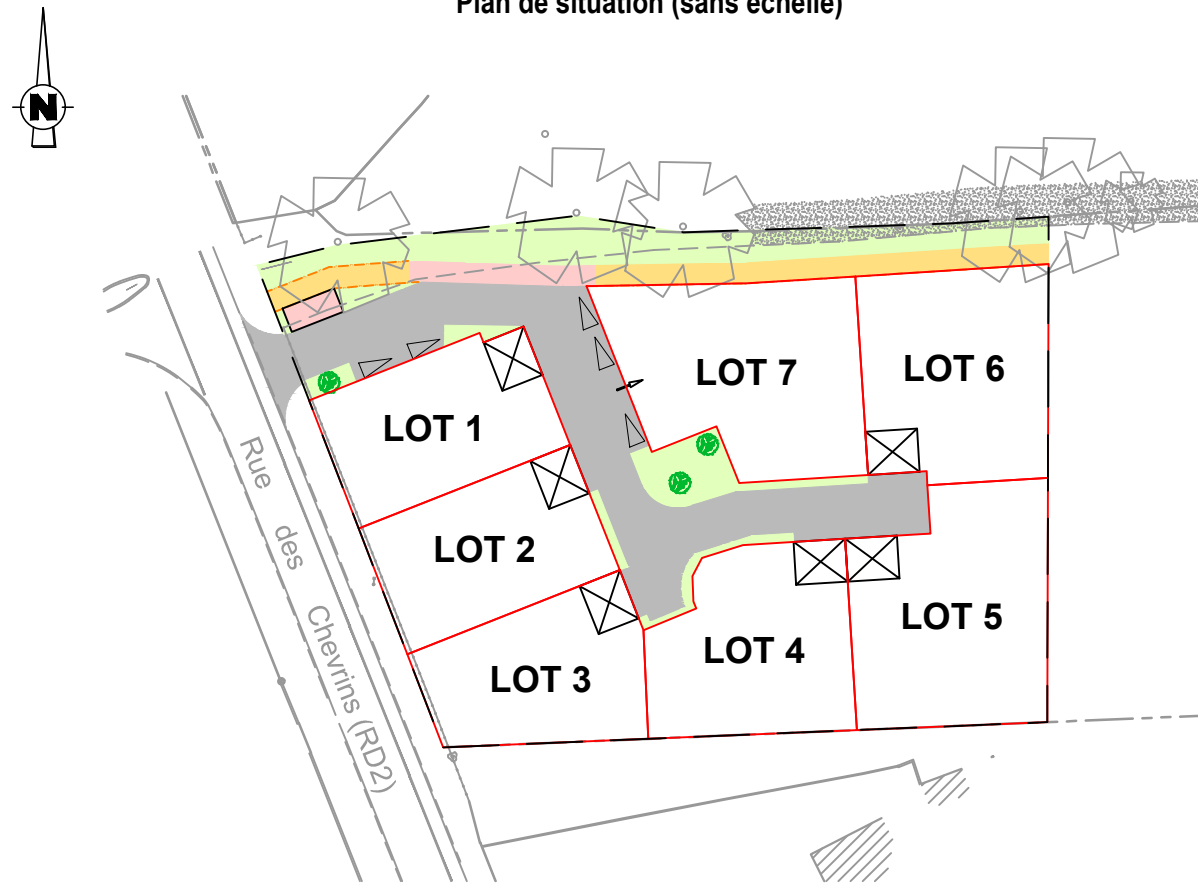 Plan de situation (sans échelle)
N
LOT 7
LOT 6
LOT 1
LOT 2
LOT 5
LOT 4
LOT 3
Rue des Chevrins (RD2)